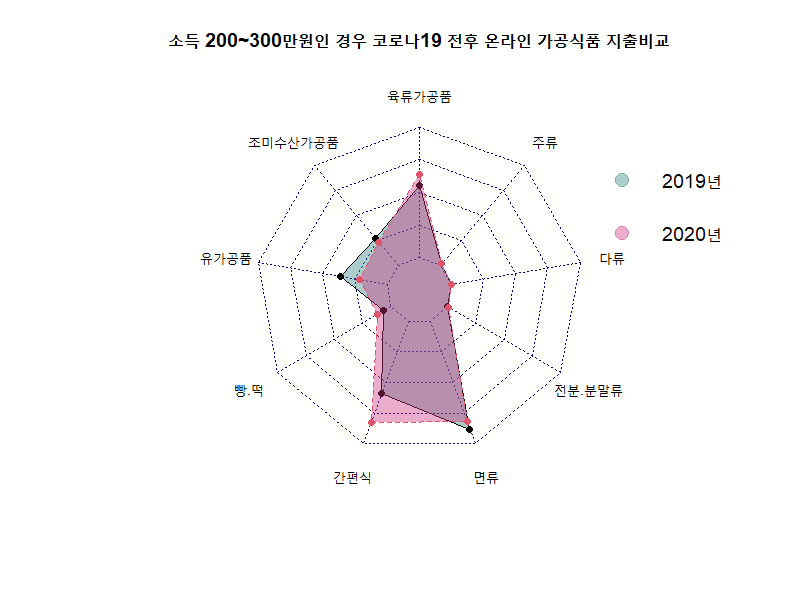 소득 200~300만원인 경우 코로나19 전후 온라인 가공식품 지출비교
육류가공품
조미수산가공품
주류
2019년
2020년
유가공품
다류
빵.떡
전분.분말류
간편식
면류